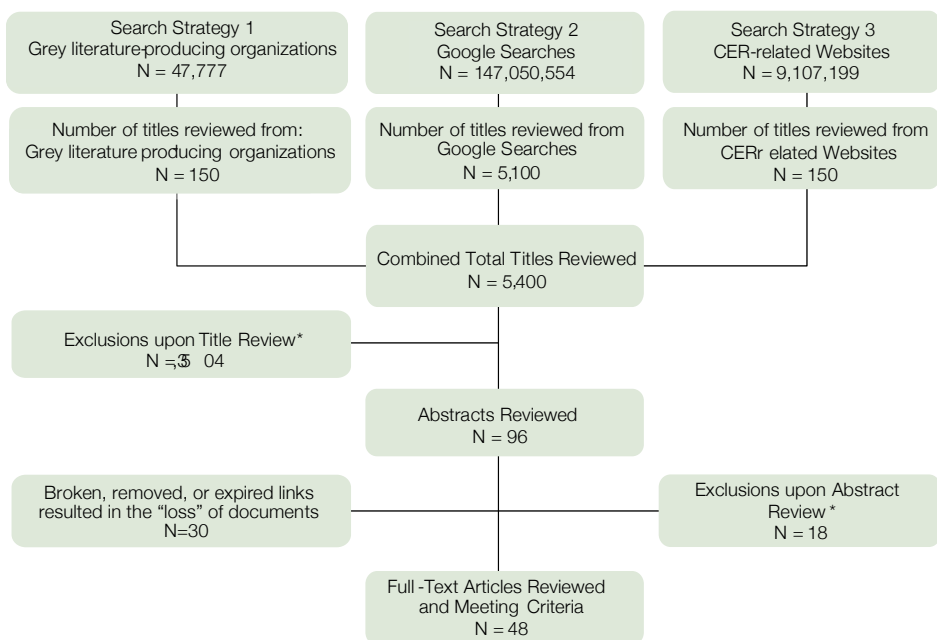 Search Strategy 1
Grey literature-producing organizations
N = 47,777
Search Strategy 2
Google Searches
N = 147,050,554
Search Strategy 3
CER-related Websites
N = 9,107,199
Number of titles reviewed from:
Grey literature producing organizations
N = 150
Number of titles reviewed from
Google Searches
N = 5,100
Number of titles reviewed from
CERr elated Websites
N = 150
Combined Total Titles Reviewed
N = 5,400
Exclusions upon Title Review*
N = 04
Abstracts Reviewed
N = 96
Broken, removed, or expired links
resulted in the “loss” of documents
N=30
Exclusions upon Abstract
Review *
N = 18
Full -Text Articles Reviewed
and Meeting Criteria
N = 48